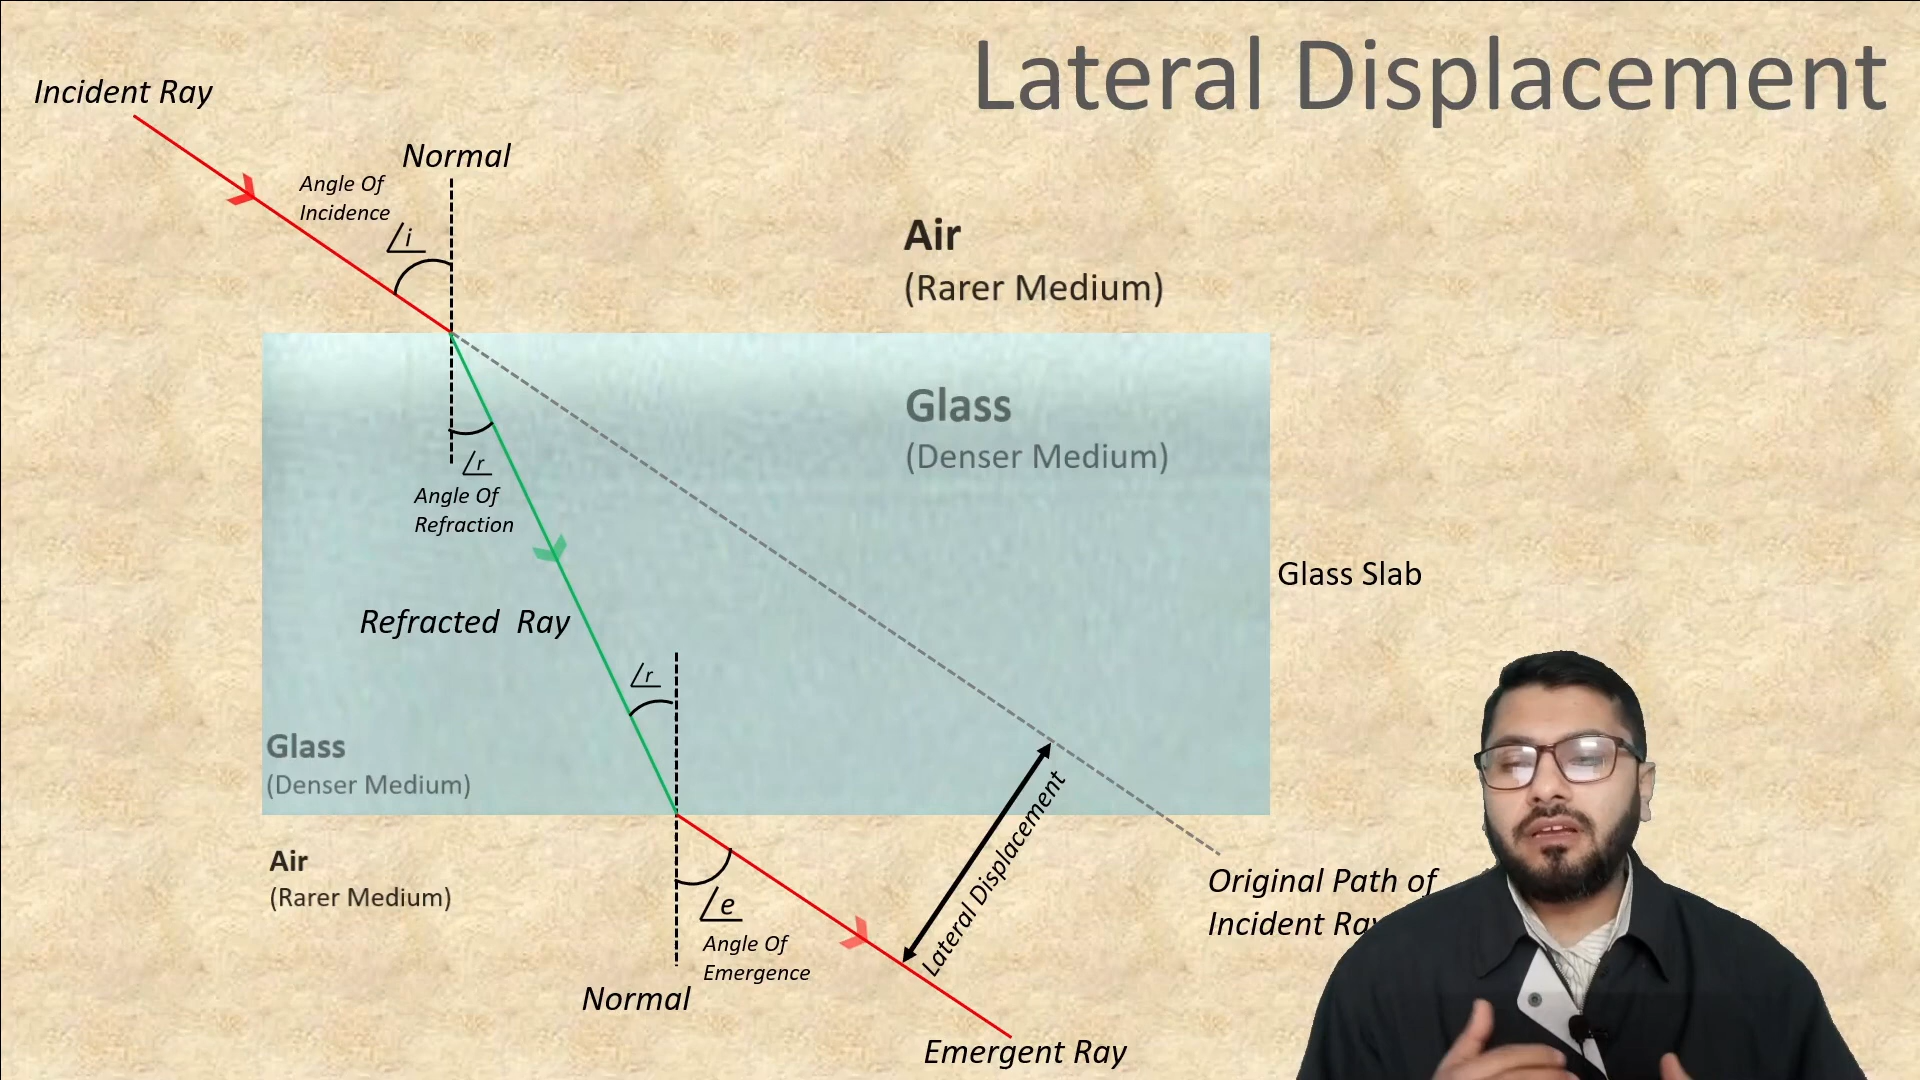 Lateral Displacement
Incident Ray
Normal
Angle Of
Incidence
∠i
Air
(Rarer Medium)
Glass
(Denser Medium)
∠r
Angle Of
Refraction
Glass Slab
Refracted Ray
∠r
Glass
(Denser Medium)
Lateral Displacement
Air
(Rarer Medium)
Original Path of
Incident Ray
∠e
Angle Of
Emergence
Normal
Emergent Ray